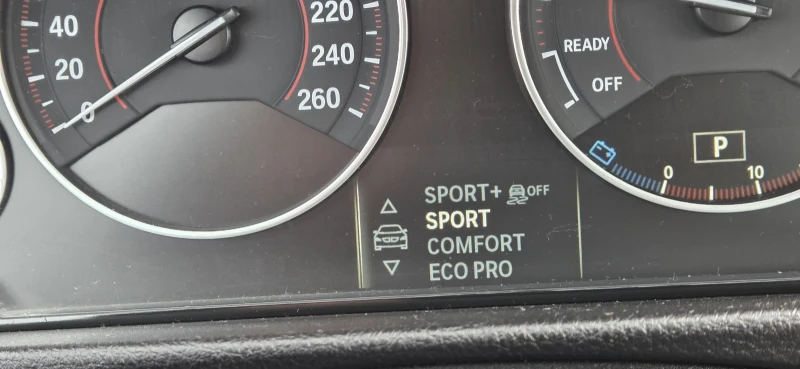 40
20
0
220
240
260
READY
OFF
P
0
10
SPORT+ OFF
SPORT
COMFORT
ECO PRO